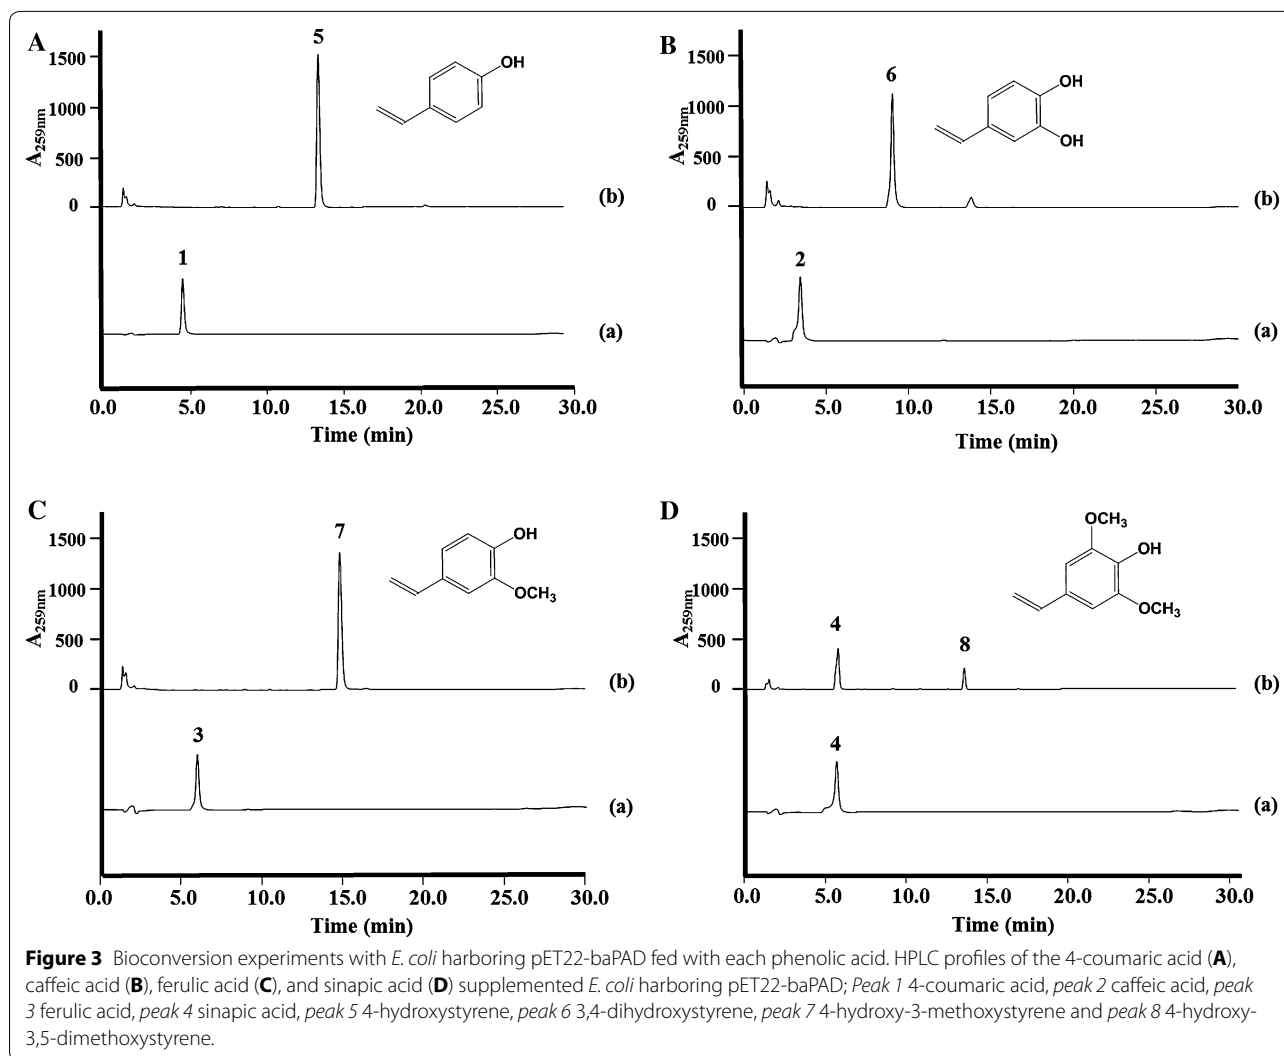 A
1500
1000
500
0
A259nm
5
OH
(b)
1
(a)
0.0 5.0 10.0 15.0 20.0 25.0 30.0
Time (min)
B
1500
1000
500
0
A259nm
6
OH
OH
(b)
2
(a)
0.0 5.0 10.0 15.0 20.0 25.0 30.0
Time (min)
C
1500
1000
500
0
A259nm
7
OH
OCH3
(b)
3
(a)
0.0 5.0 10.0 15.0 20.0 25.0 30.0
Time (min)
D
1500
1000
500
0
A259nm
OCH3
OH
OCH3
4
8
(b)
4
(a)
0.0 5.0 10.0 15.0 20.0 25.0 30.0
Time (min)
Figure 3 Bioconversion experiments with E. coli harboring pET22-baPAD fed with each phenolic acid. HPLC profiles of the 4-coumaric acid (A),
caffeic acid (B), ferulic acid (C), and sinapic acid (D) supplemented E. coli harboring pET22-baPAD; Peak 1 4-coumaric acid, peak 2 caffeic acid, peak
3 ferulic acid, peak 4 sinapic acid, peak 5 4-hydroxystyrene, peak 6 3,4-dihydroxystyrene, peak 7 4-hydroxy-3-methoxystyrene and peak 8 4-hydroxy-
3,5-dimethoxystyrene.